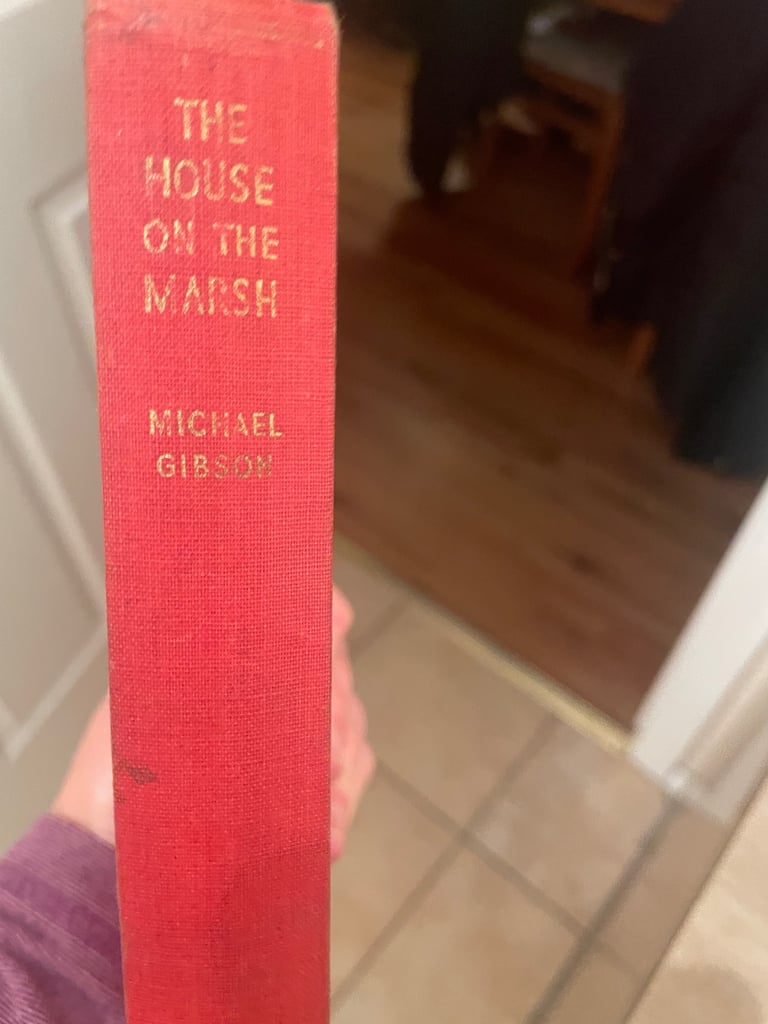 THE
HOUSE
ON THE
MARSH
MICHAEL
GIBSON